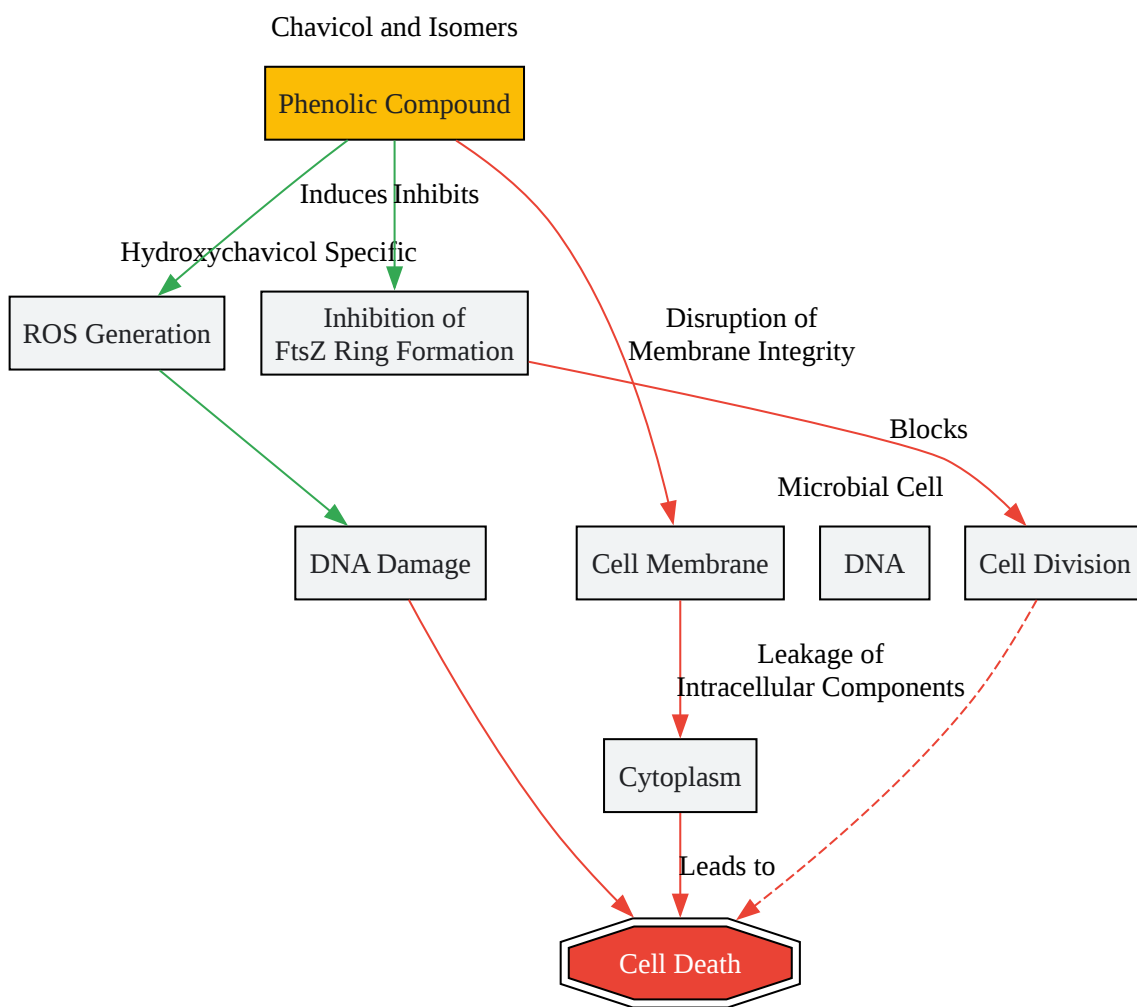 Chavicol and Isomers
Phenolic Compound
Induces
Inhibits
Hydroxychavicol Specific
ROS Generation
Inhibition of
FtsZ Ring Formation
Disruption of
Membrane Integrity
Blocks
Microbial Cell
DNA Damage
Cell Membrane
DNA
Cell Division
Leakage of
Intracellular Components
Cytoplasm
Leads to
Cell Death